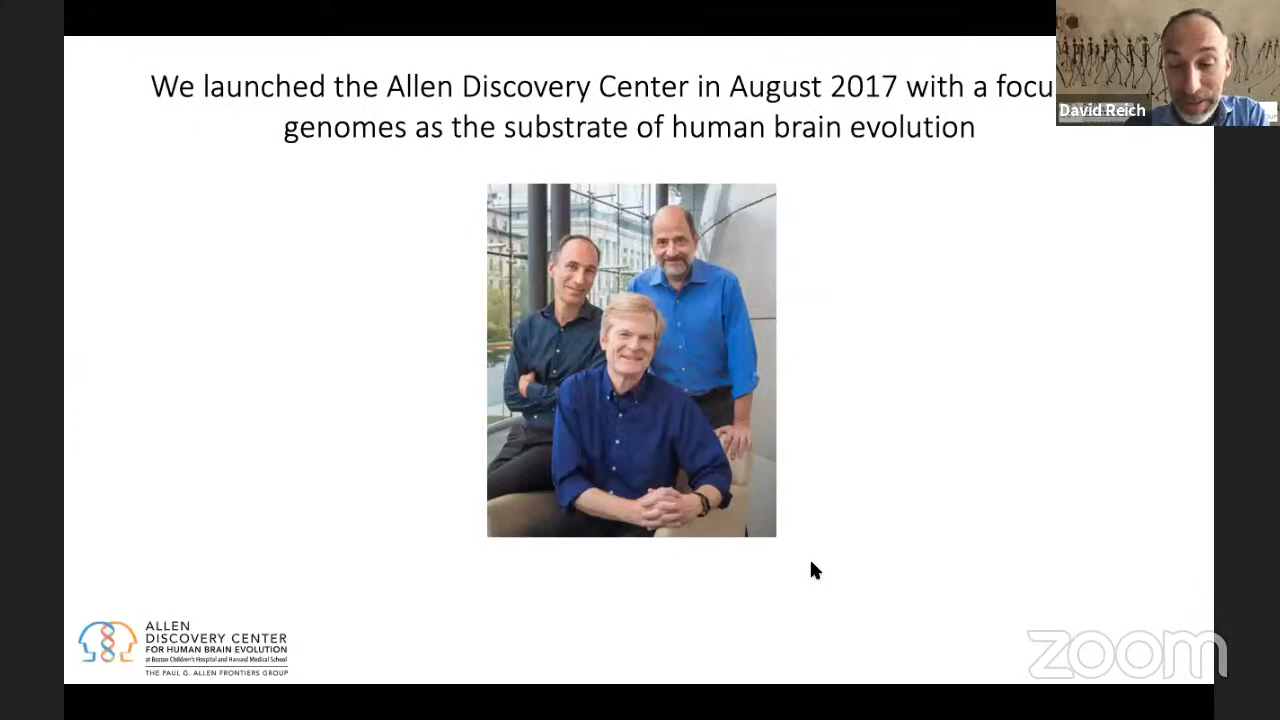 We launched the Allen Discovery Center in August 2017 with a focu
genomes as the substrate of human brain evolution
David Reich
ALLEN
DISCOVERY CENTER
FOR HUMAN BRAIN EVOLUTION
at Boston Children's Hospital and Harvard Medical School
THE PAUL G. ALLEN FRONTIERS GROUP
zoom